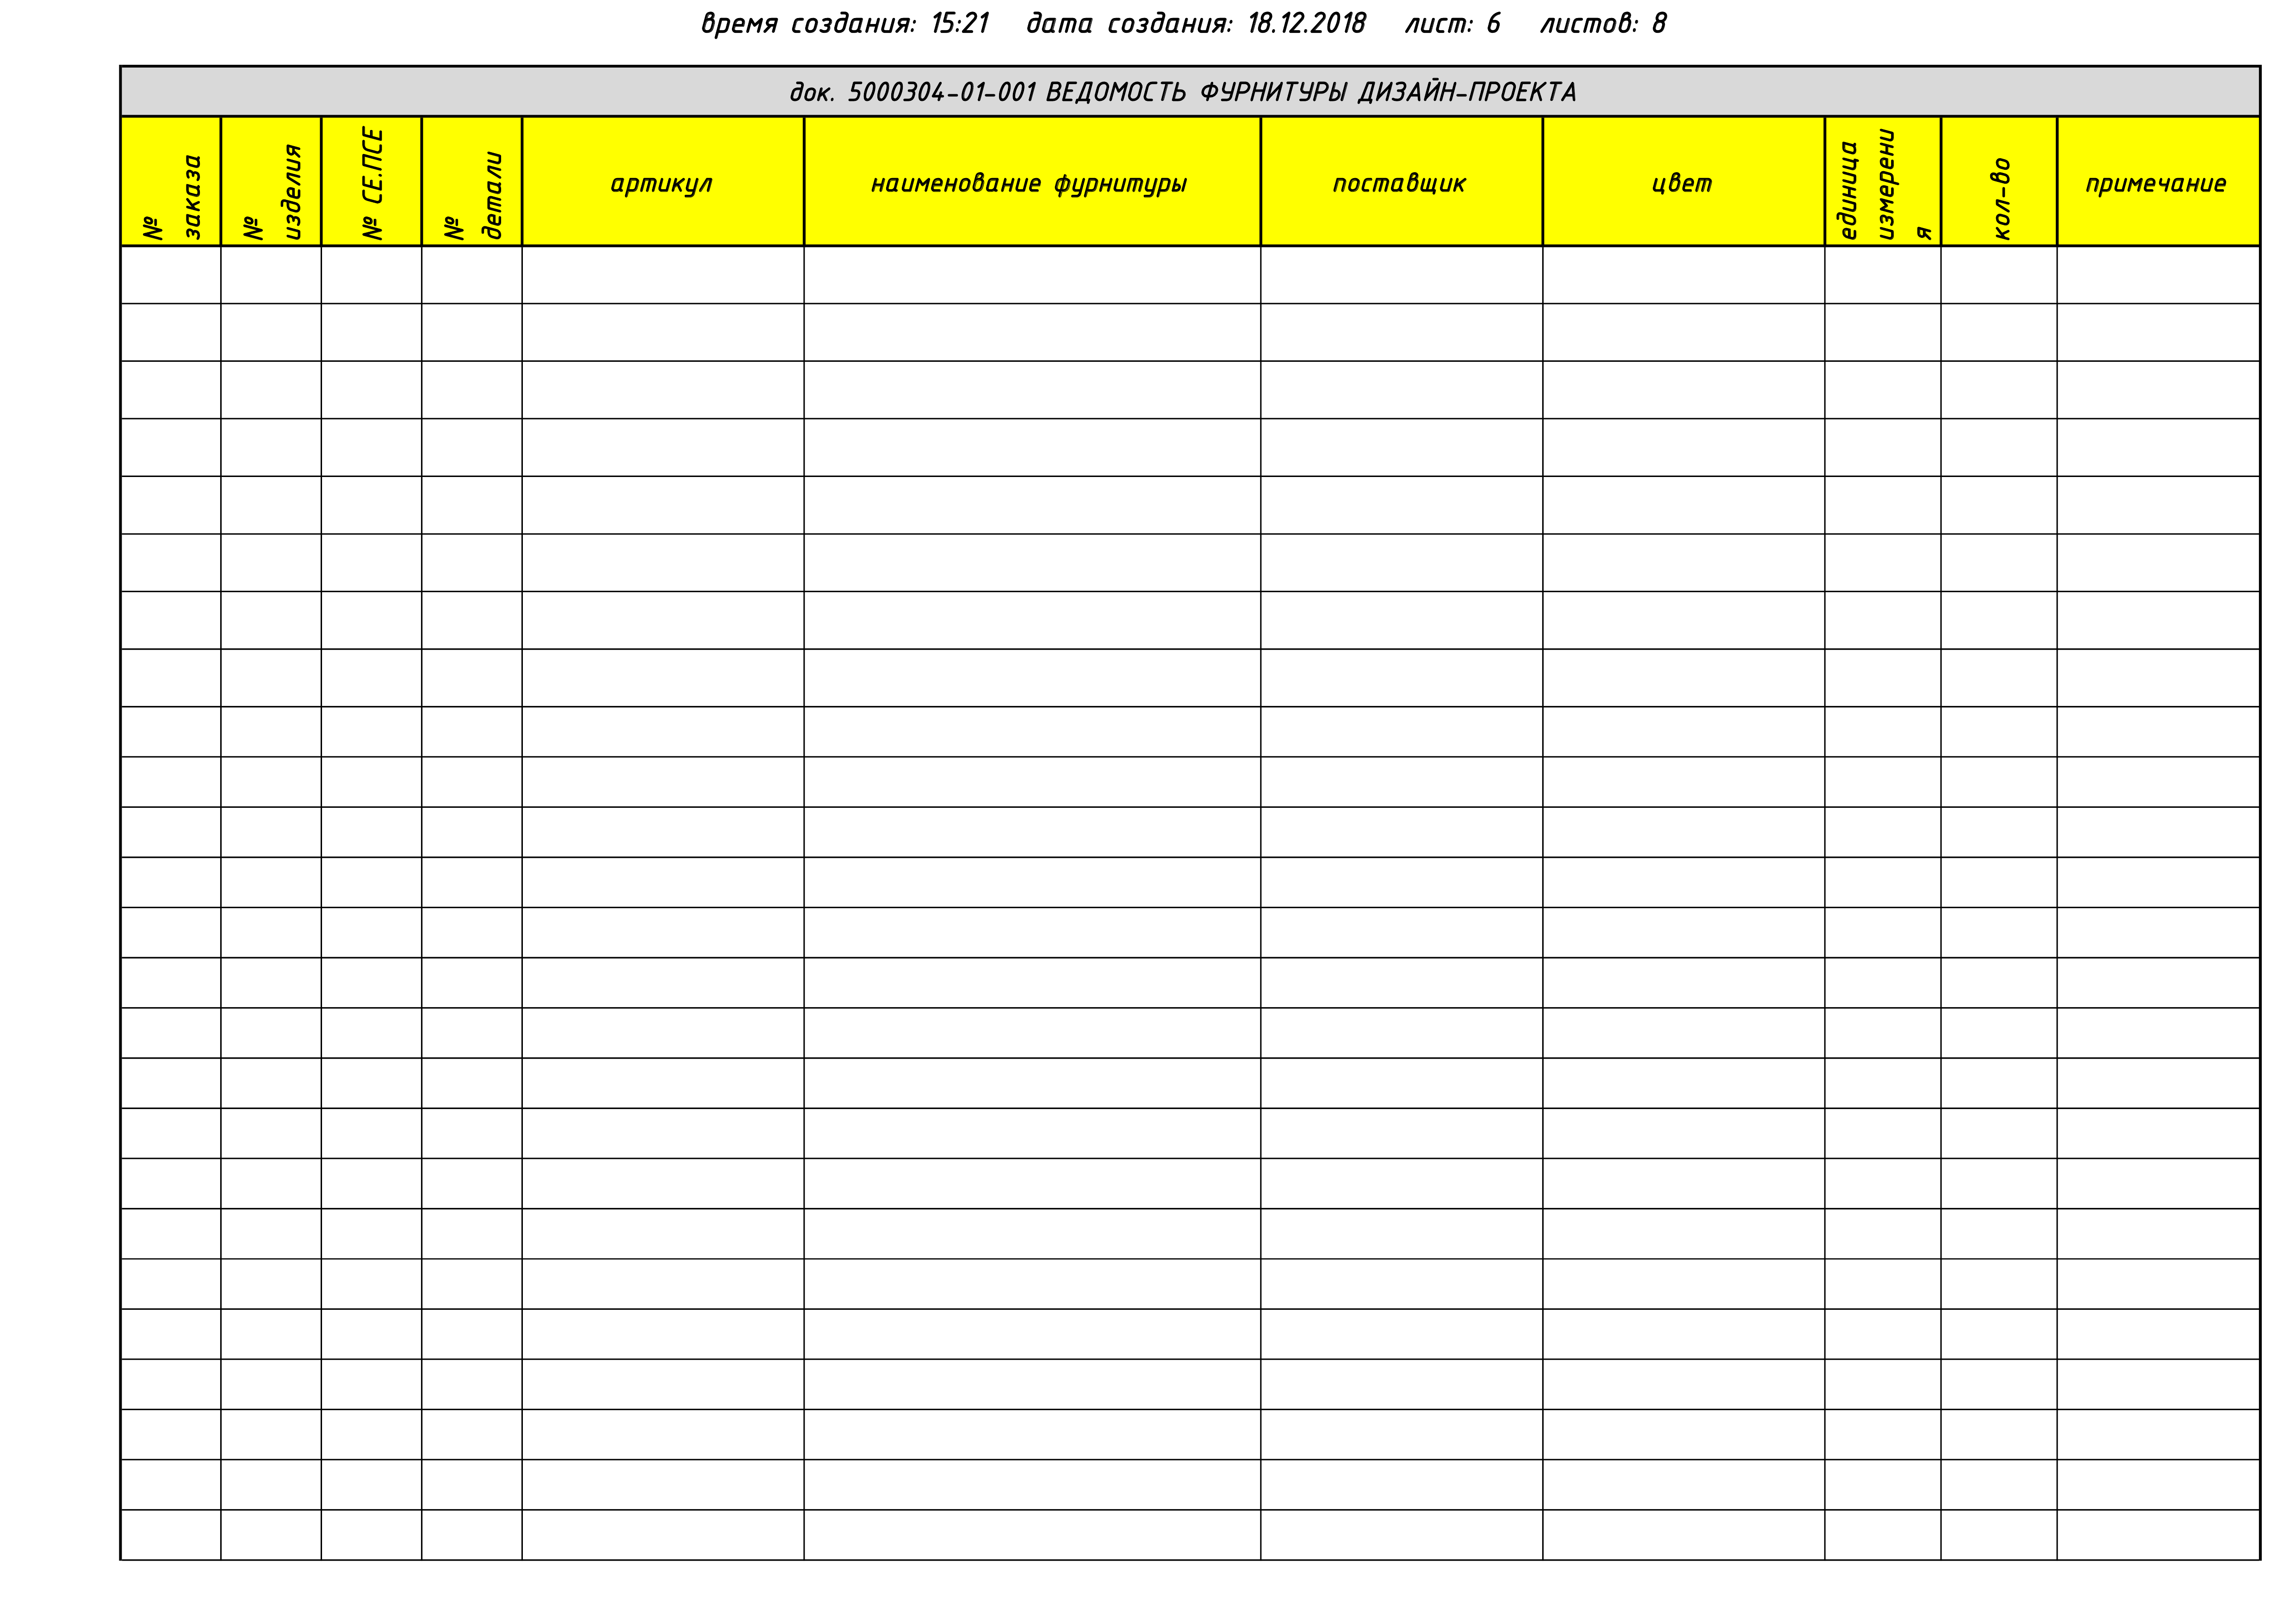 время создания: 15:21 дата создания: 18.12.2018 лист: 6 листов: 8
док. 5000304-01-001 ВЕДОМОСТЬ ФУРНИТУРЫ ДИЗАЙН-ПРОЕКТА
№
заказа
№
изделия
№ СЕ.ПСЕ
№
детали
артикул
наименование фурнитуры
поставщик
цвет
единица
измерени
я
кол-во
примечание